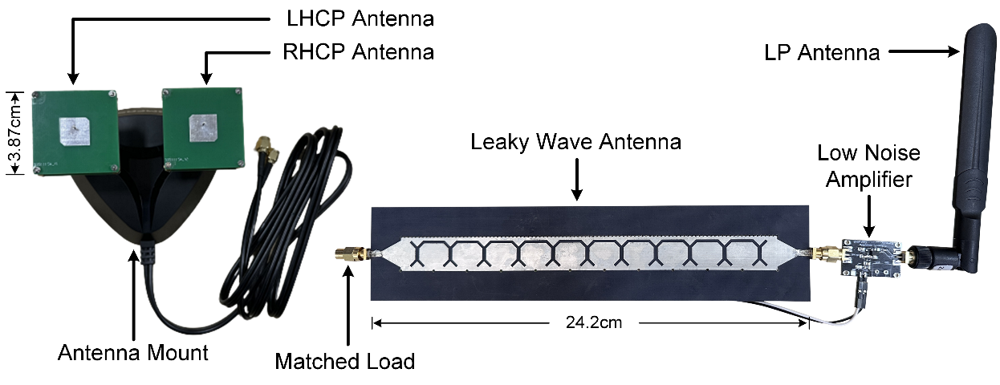 LHCP Antenna
RHCP Antenna
LP Antenna
3.87cm
Leaky Wave Antenna
Low Noise
Amplifier
24.2cm
Antenna Mount
Matched Load